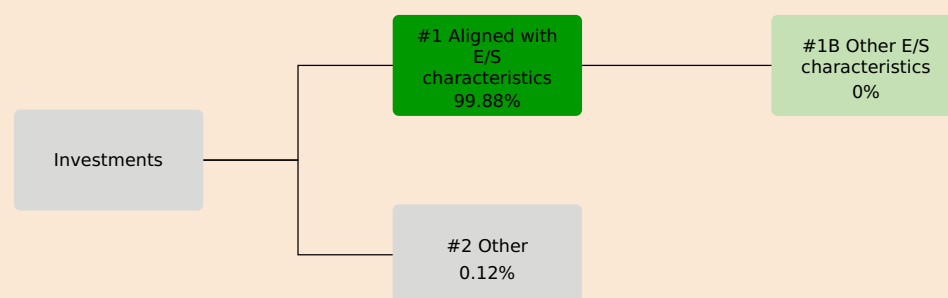 #1 Aligned with
E/S
characteristics
99.88%
#1B Other E/S
characteristics
0%
Investments
#2 Other
0.12%